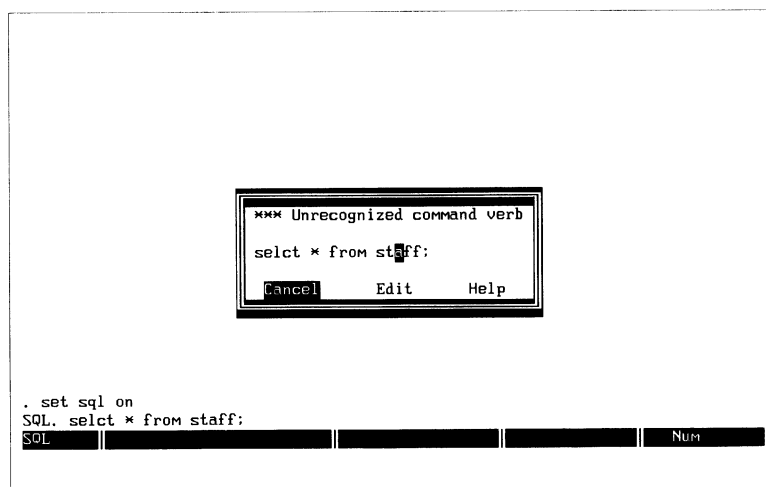 *** Unrecognized command verb
selct * from staff;
Cancel Edit Help
. set sql on
SQL. selct * from staff;
SQL Num